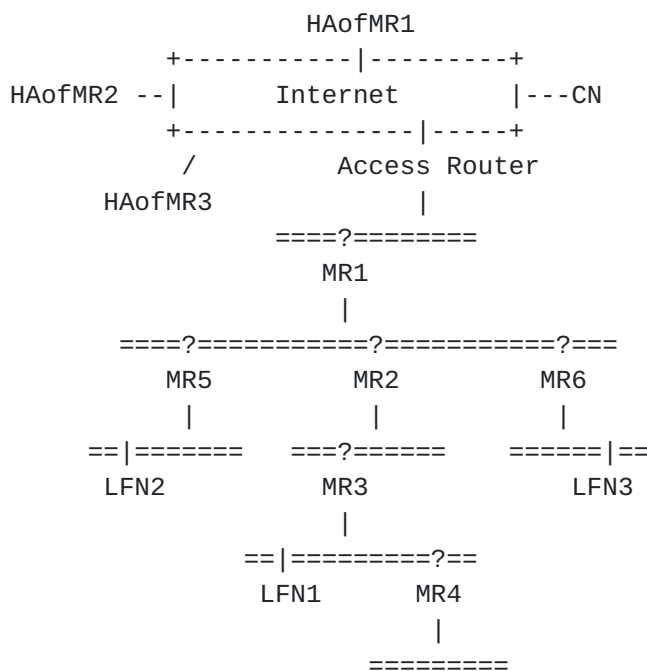 HAofMR1
+-----------|---------+
HAofMR2 --| Internet |---CN
+---------------|-----+
/ Access Router
HAofMR3 |
====?========
MR1
|
====?===========?===========?===
MR5 MR2 MR6
| | |
==|======= ===?====== ======|==
LFN2 MR3 LFN3
|
==|=========?==
LFN1 MR4
|
=========